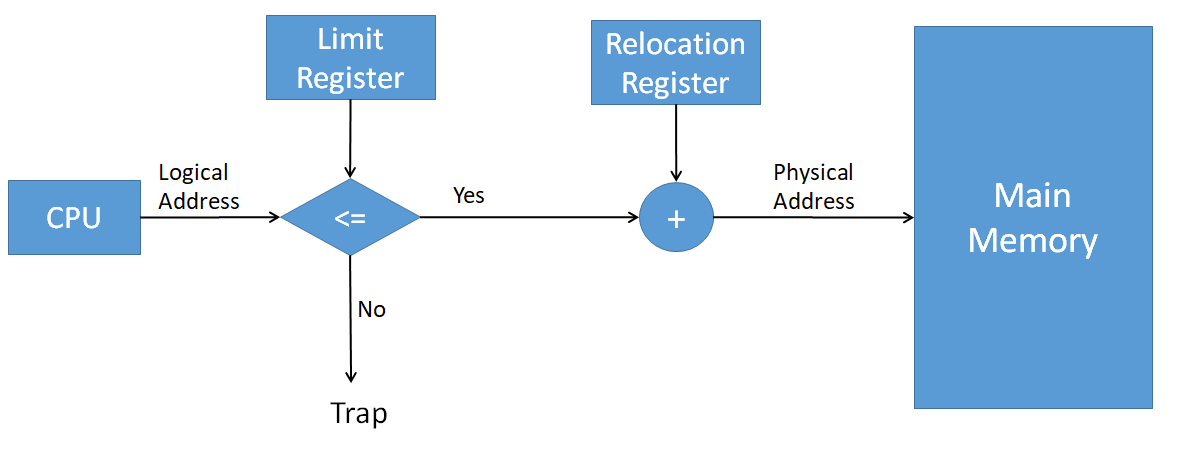 Limit
Register
Relocation
Register
Logical
Address
Physical
Address
CPU
<=
Yes
+
Main
Memory
No
Trap